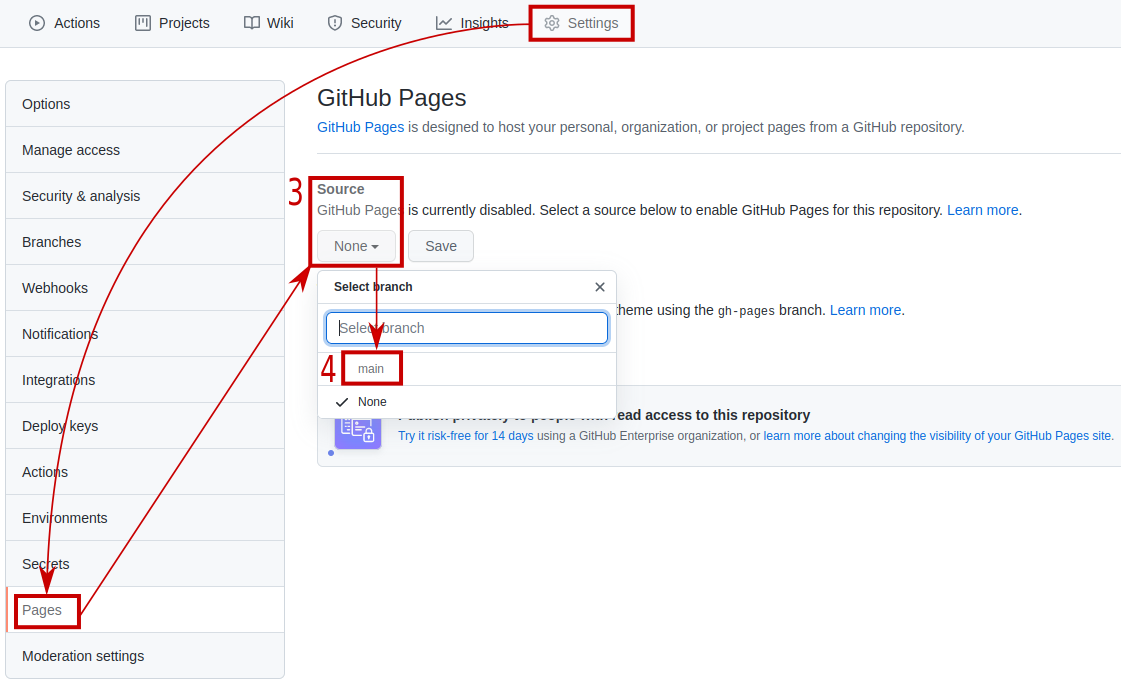 Actions Projects Wiki Security Insights Settings
Options
Manage access
Security & analysis
Branches
Webhooks
Notifications
Integrations
Deploy keys
Actions
Environments
Secrets
Pages
Moderation settings
GitHub Pages
GitHub Pages is designed to host your personal, organization, or project pages from a GitHub repository.
3
Source
GitHub Pages is currently disabled. Select a source below to enable GitHub Pages for this repository. Learn more.
None Save
Select branch
theme using the gh-pages branch. Learn more.
Select branch
4 main
None
Publish privately to people with read access to this repository
Try it risk-free for 14 days using a GitHub Enterprise organization, or learn more about changing the visibility of your GitHub Pages site.